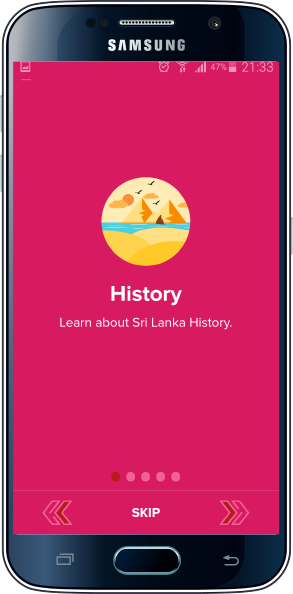 SAMSUNG
47% 21:33
History
Learn about Sri Lanka History.
SKIP